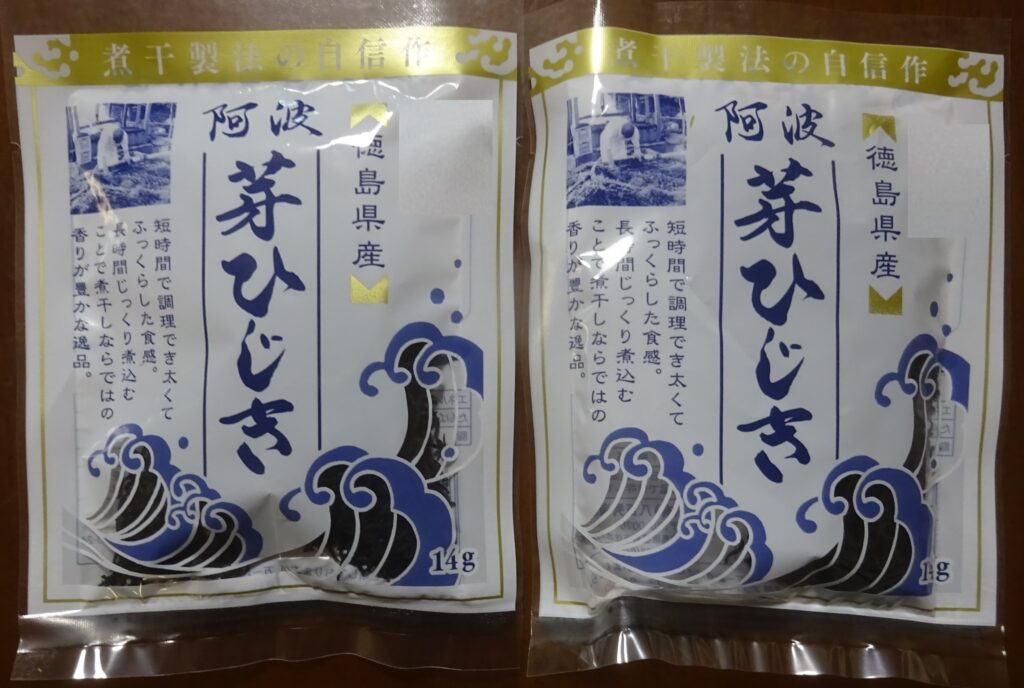 煮干製法の自信作
徳島県産
阿波
芽ひじき
短時間で調理でき太くて
ふっくらした食感。
長時間じっくり煮込む
ことで煮干しならではの
香りが豊かな逸品。
14g
煮干製法の自信作
徳島県産
阿波
芽ひじき
短時間で調理でき太くて
ふっくらした食感。
長時間じっくり煮込む
ことで煮干しならではの
香りが豊かな逸品。
14g